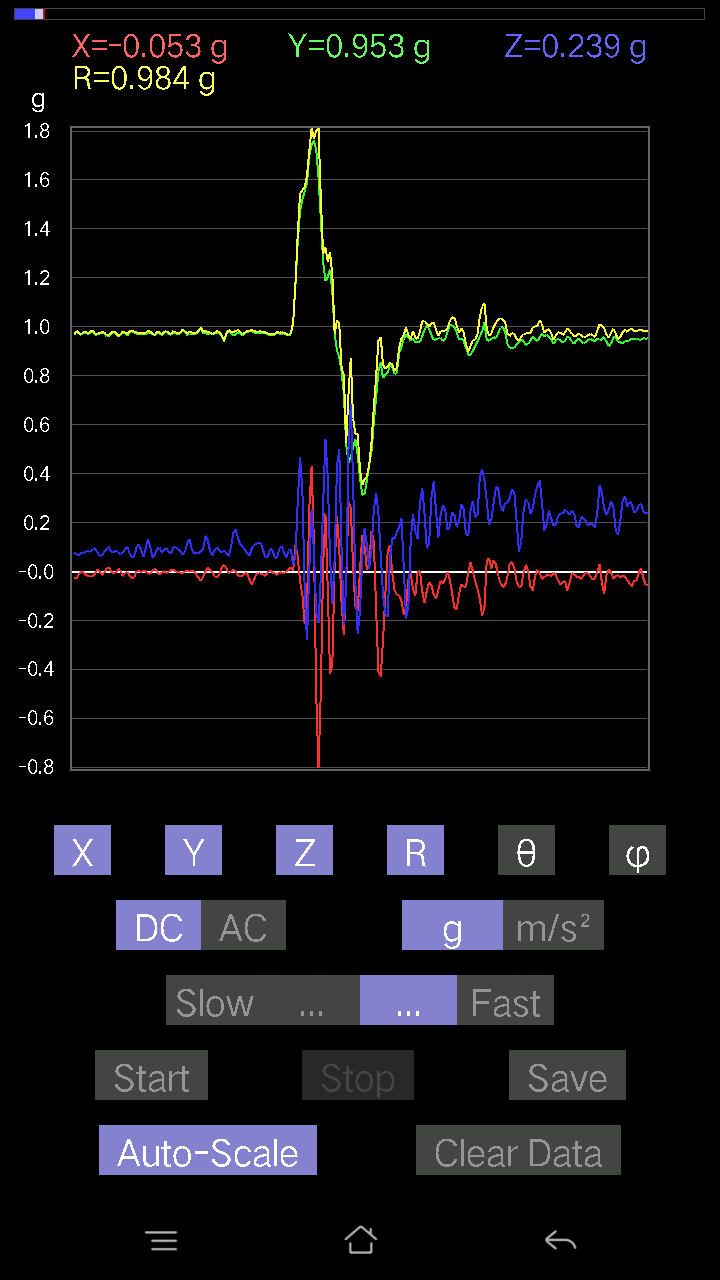 X=-0.053 g Y=0.953 g Z=0.239 g
R=0.984 g
g
1.8
1.6
1.4
1.2
1.0
0.8
0.6
0.4
0.2
-0.0
-0.2
-0.4
-0.6
-0.8
X Y Z R θ φ
DC AC g m/s²
Slow ... ... Fast
Start Stop Save
Auto-Scale Clear Data